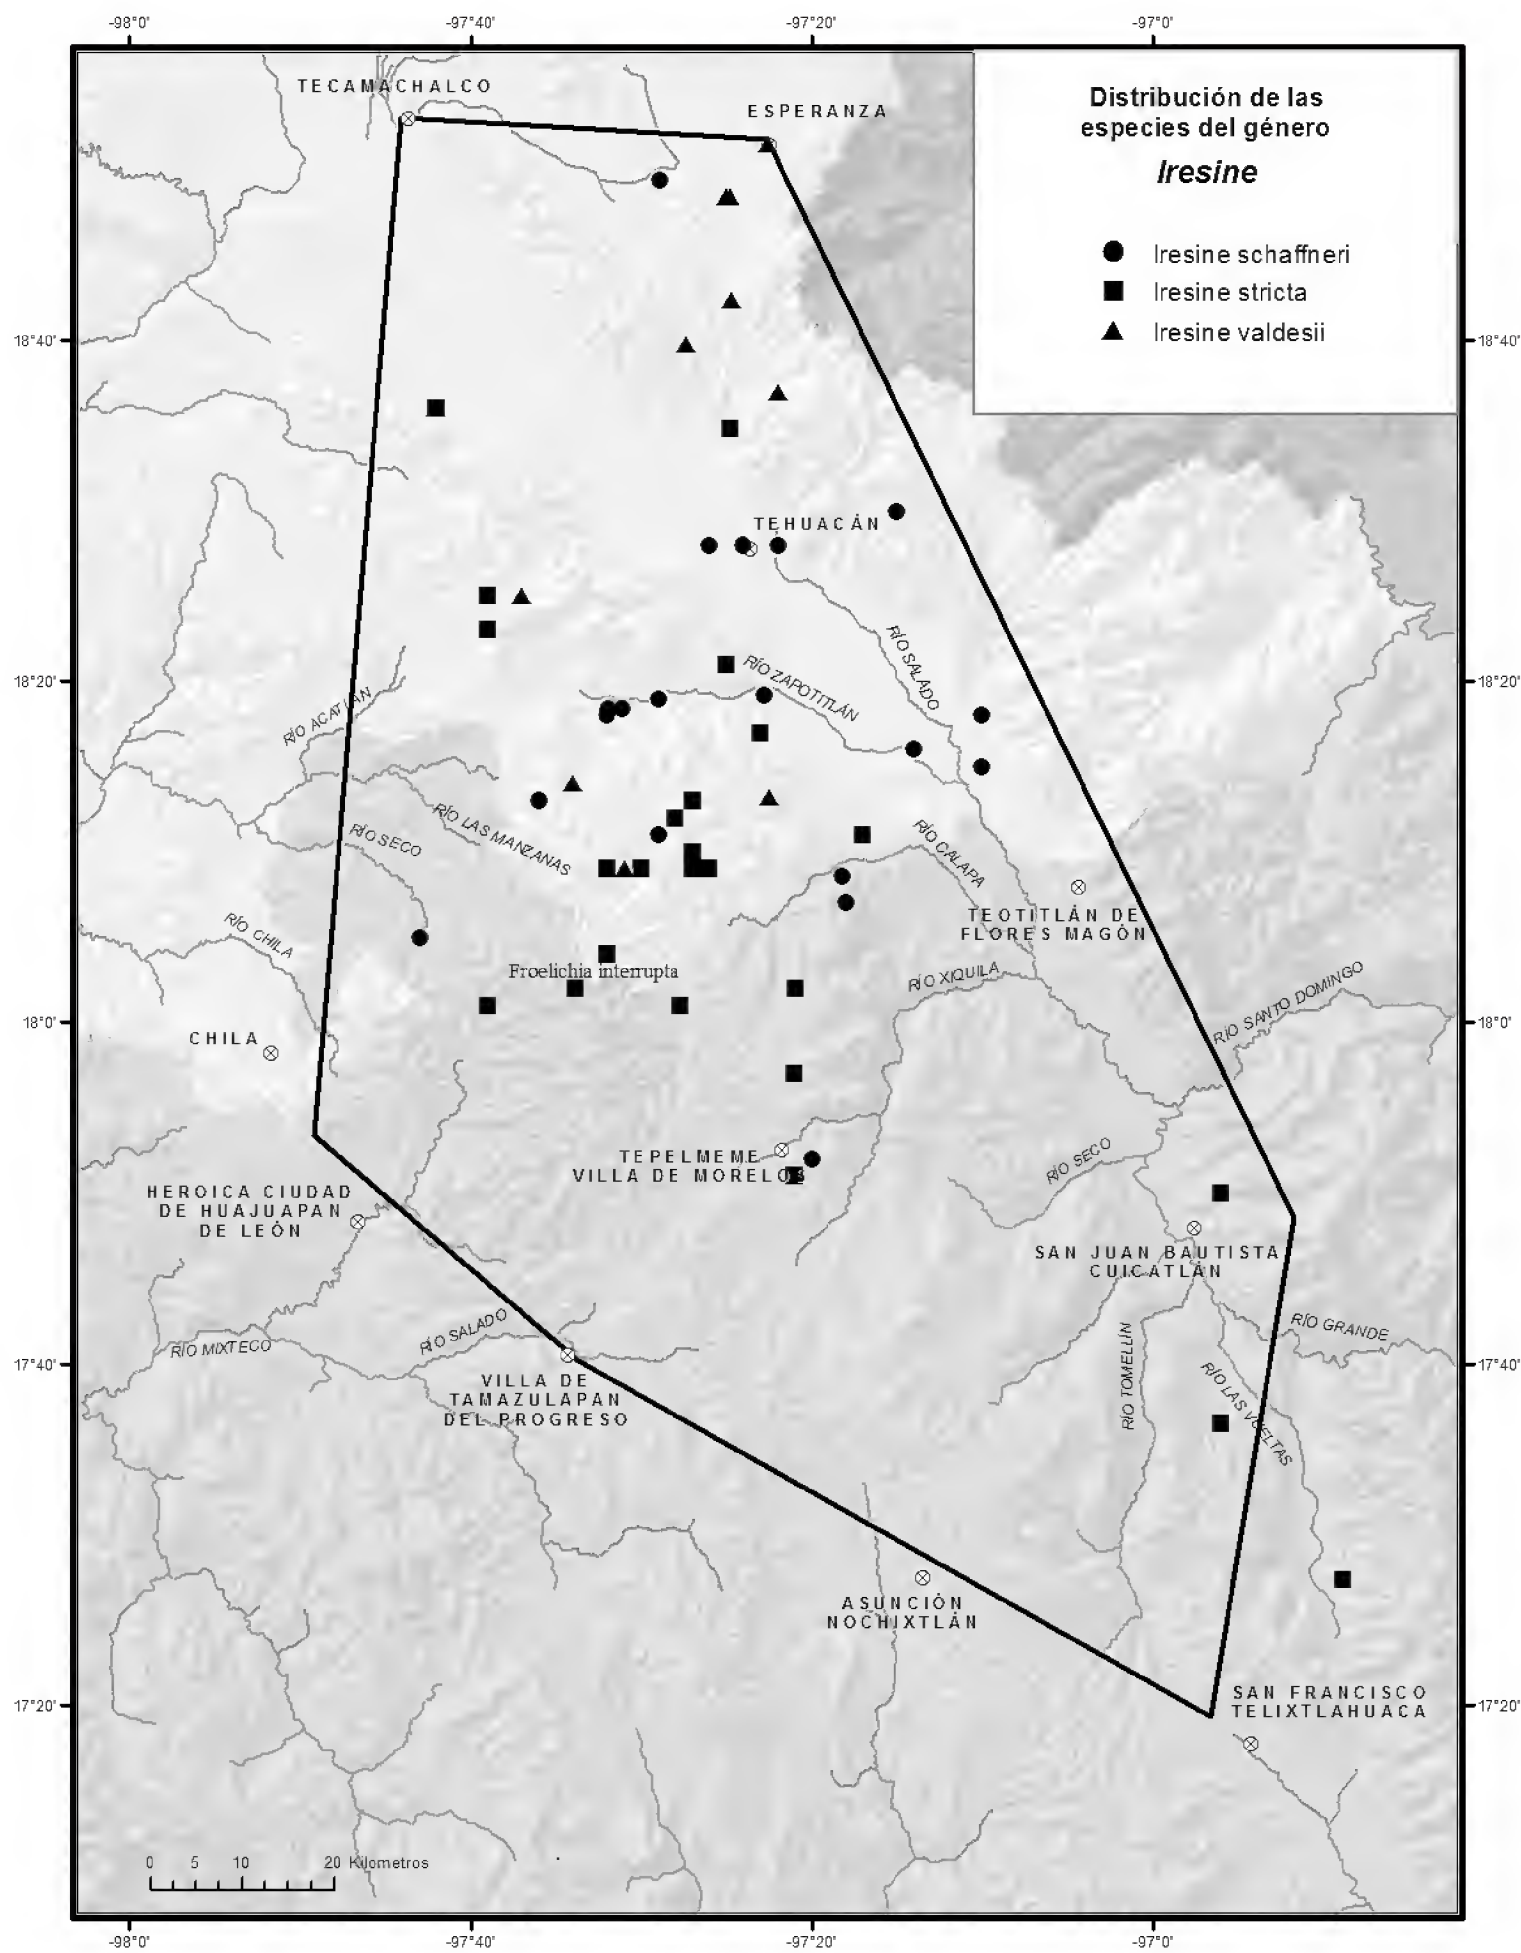 -98°0'
-97°40'
-97°20'
-97°0'
TECAMACHALCO
ESPERANZA
Distribución de las
especies del género
Iresine
Iresine schaffneri
Iresine stricta
Iresine valdesii
18°40'
18°40'
TEHUACÁN
RÍO SALADO
RÍO ZAPOTITLÁN
18°20'
18°20'
RÍO ACATLÁN
RÍO LAS MANZANAS
RÍO SECO
RÍO CALAPA
TEOTITLÁN DE
FLORES MAGÓN
RÍO CHILA
Froelichia interrupta
RÍO XIQUILA
RÍO SANTO DOMINGO
18°0'
18°0'
CHILA
TEPELMEME
VILLA DE MORELOS
RÍO SECO
HEROICA CIUDAD
DE HUAJUAPAN
DE LEÓN
SAN JUAN BAUTISTA
CUICATLÁN
RÍO MIXTECO
RÍO SALADO
RÍO GRANDE
17°40'
17°40'
VILLA DE
TAMAZULAPAN
DEL PROGRESO
RÍO TOMELLÍN
RÍO LAS VUELTAS
ASUNCIÓN
NOCHIXTLÁN
SAN FRANCISCO
TELIXTLAHUACA
17°20'
17°20'
0 5 10 20 Kilometros
-98°0'
-97°40'
-97°20'
-97°0'